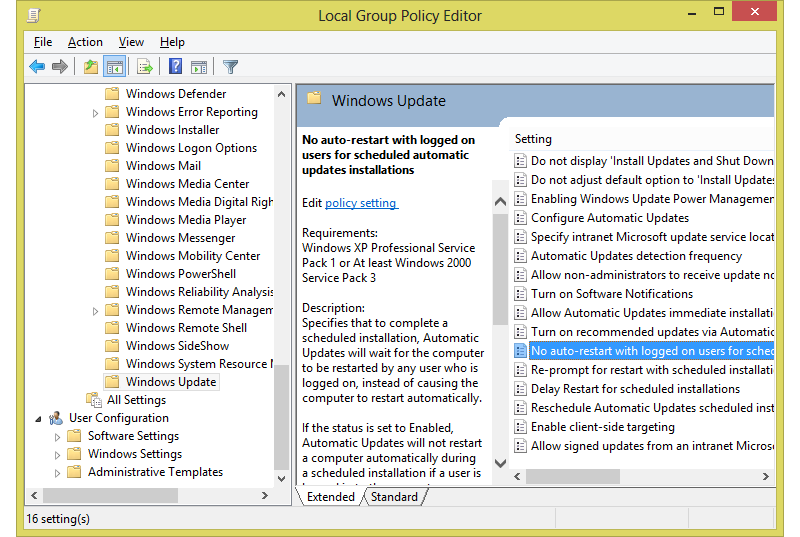 Local Group Policy Editor
File Action View Help
Windows Defender
Windows Error Reporting
Windows Installer
Windows Logon Options
Windows Mail
Windows Media Center
Windows Media Digital Righ
Windows Media Player
Windows Messenger
Windows Mobility Center
Windows PowerShell
Windows Reliability Analysis
Windows Remote Managem
Windows Remote Shell
Windows SideShow
Windows System Resource M
Windows Update
All Settings
User Configuration
Software Settings
Windows Settings
Administrative Templates
Windows Update
No auto-restart with logged on
users for scheduled automatic
updates installations
Edit policy setting
Requirements:
Windows XP Professional Service
Pack 1 or At least Windows 2000
Service Pack 3
Description:
Specifies that to complete a
scheduled installation, Automatic
Updates will wait for the computer
to be restarted by any user who is
logged on, instead of causing the
computer to restart automatically.
If the status is set to Enabled,
Automatic Updates will not restart
a computer automatically during
a scheduled installation if a user is
Setting
Do not display 'Install Updates and Shut Down
Do not adjust default option to 'Install Updates
Enabling Windows Update Power Managemen
Configure Automatic Updates
Specify intranet Microsoft update service locat
Automatic Updates detection frequency
Allow non-administrators to receive update no
Turn on Software Notifications
Allow Automatic Updates immediate installati
Turn on recommended updates via Automatic
No auto-restart with logged on users for sched
Re-prompt for restart with scheduled installati
Delay Restart for scheduled installations
Reschedule Automatic Updates scheduled inst
Enable client-side targeting
Allow signed updates from an intranet Microso
Extended Standard
16 setting(s)